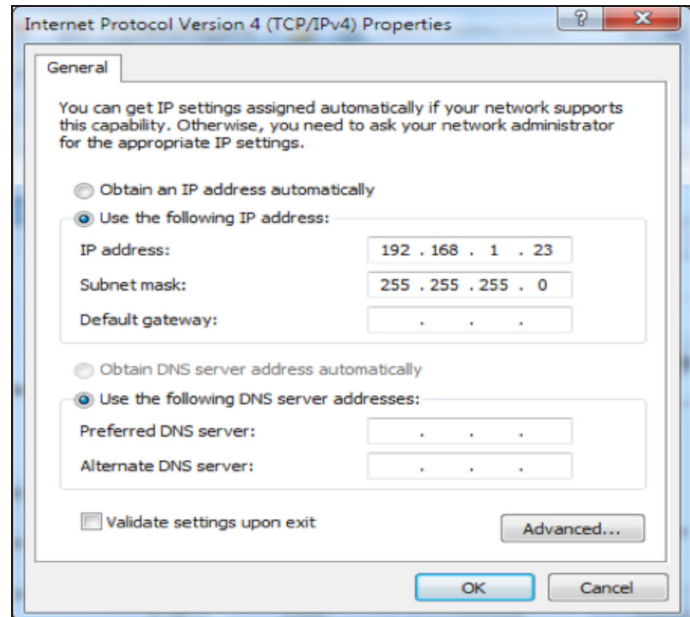 Internet Protocol Version 4 (TCP/IPv4) Properties
General
You can get IP settings assigned automatically if your network supports
this capability. Otherwise, you need to ask your network administrator
for the appropriate IP settings.
Obtain an IP address automatically
Use the following IP address:
IP address: 192 . 168 . 1 . 23
Subnet mask: 255 . 255 . 255 . 0
Default gateway: . . .
Obtain DNS server address automatically
Use the following DNS server addresses:
Preferred DNS server: . . .
Alternate DNS server: . . .
Validate settings upon exit
Advanced...
OK Cancel